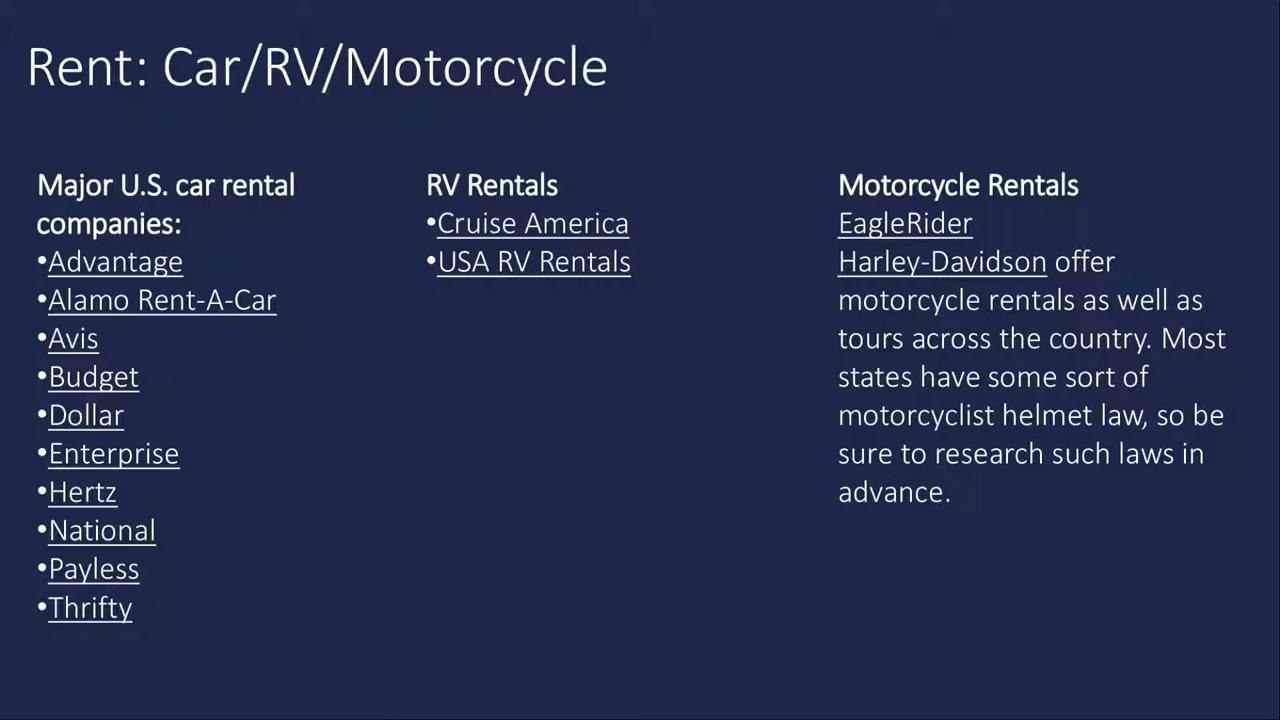 Rent: Car/RV/Motorcycle
Major U.S. car rental
companies:
•Advantage
•Alamo Rent-A-Car
•Avis
•Budget
•Dollar
•Enterprise
•Hertz
•National
•Payless
•Thrifty
RV Rentals
•Cruise America
•USA RV Rentals
Motorcycle Rentals
EagleRider
Harley-Davidson offer
motorcycle rentals as well as
tours across the country. Most
states have some sort of
motorcyclist helmet law, so be
sure to research such laws in
advance.